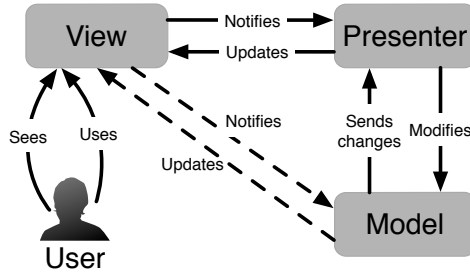 View
Notifies
Presenter
Updates
Sees
Uses
Notifies
Updates
Sends
changes
Modifies
User
Model